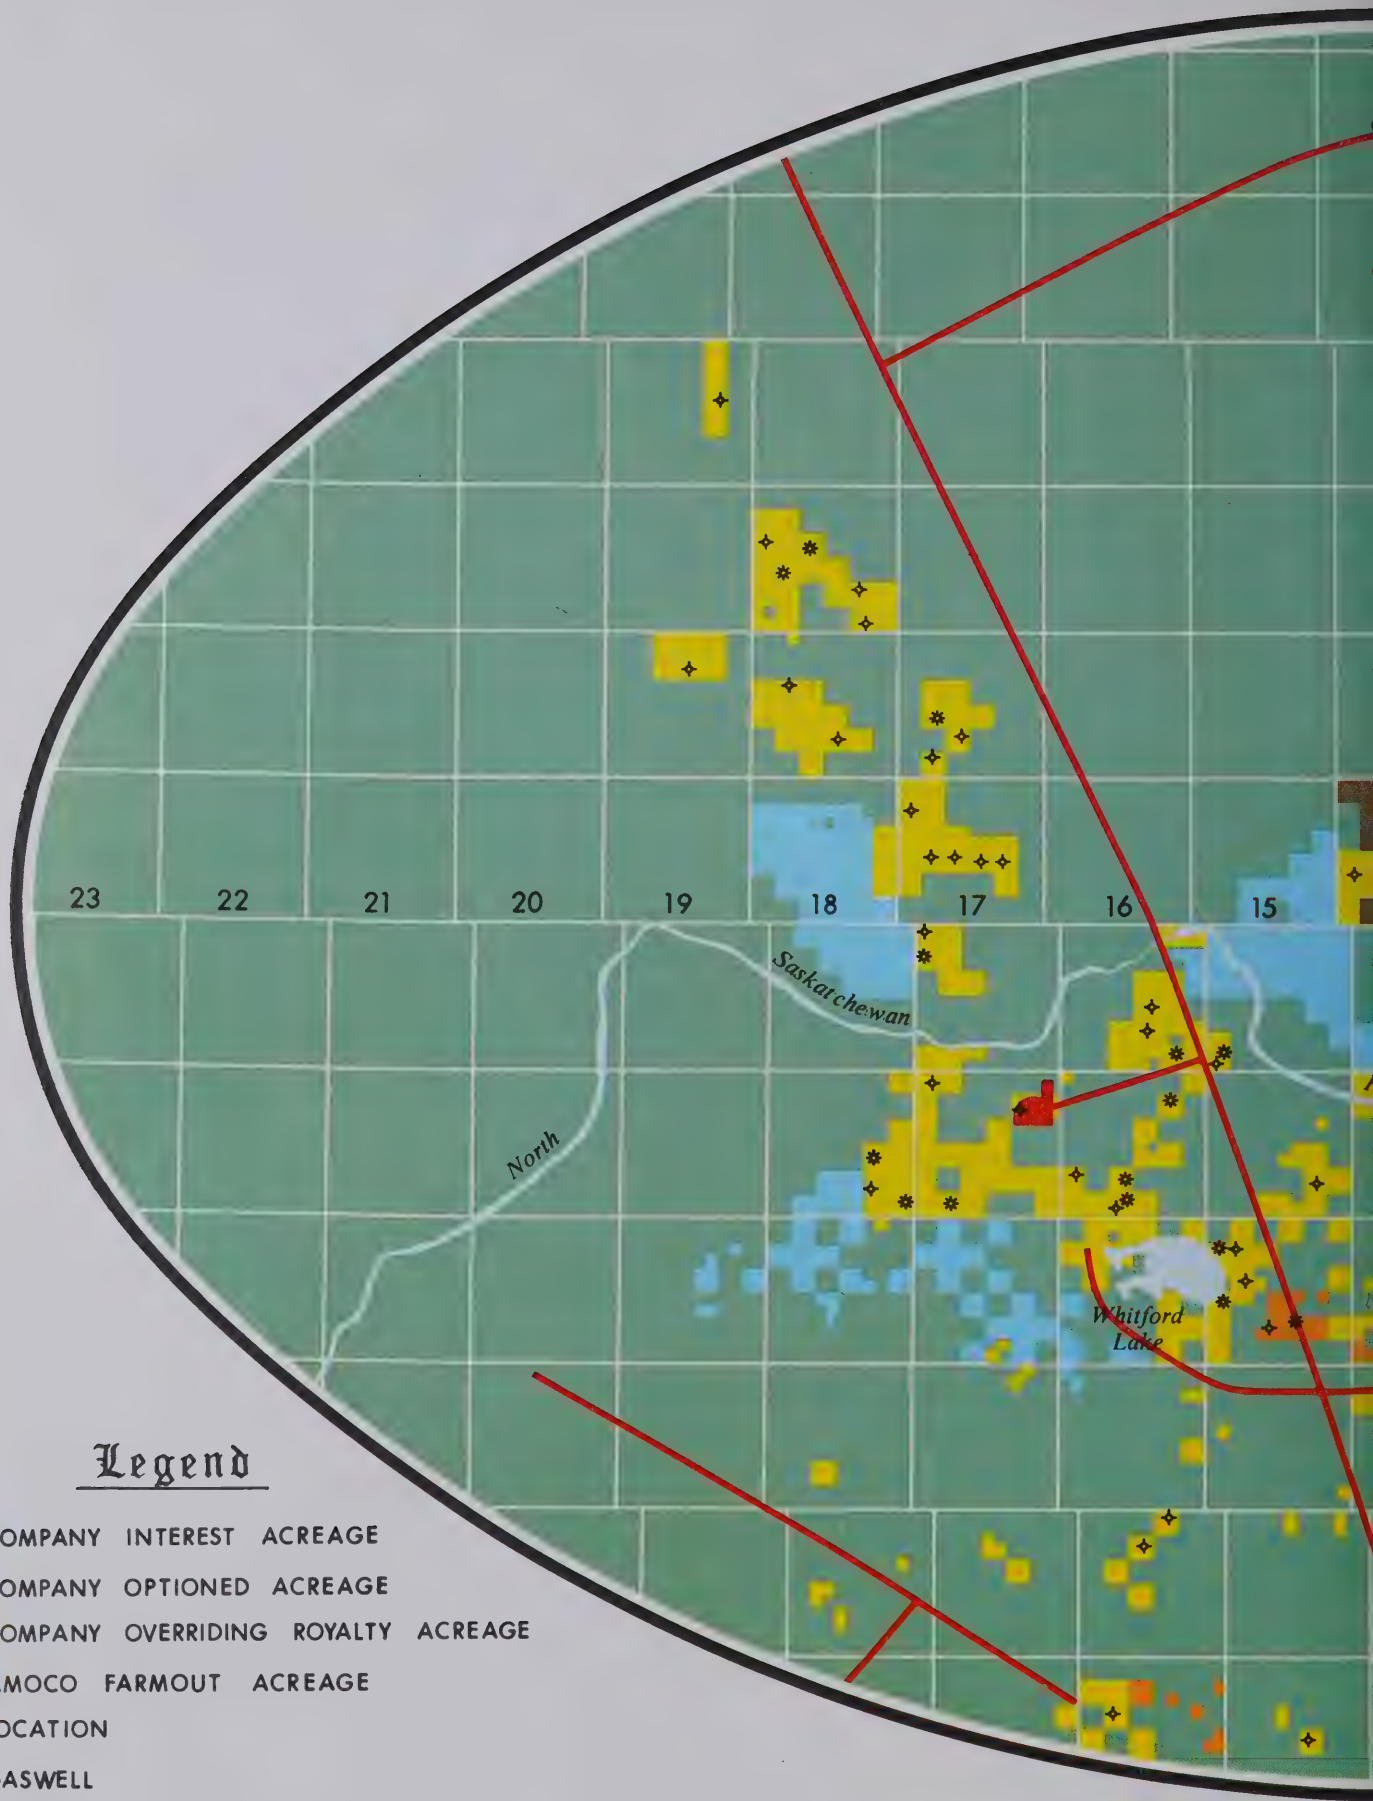 23 22 21 20 19 18 17 16 15
Saskatchewan
North
Whitford
Lake
Legend
OMPANY INTEREST ACREAGE
OMPANY OPTIONED ACREAGE
OMPANY OVERRIDING ROYALTY ACREAGE
MOCO FARMOUT ACREAGE
OCATION
ASWELL